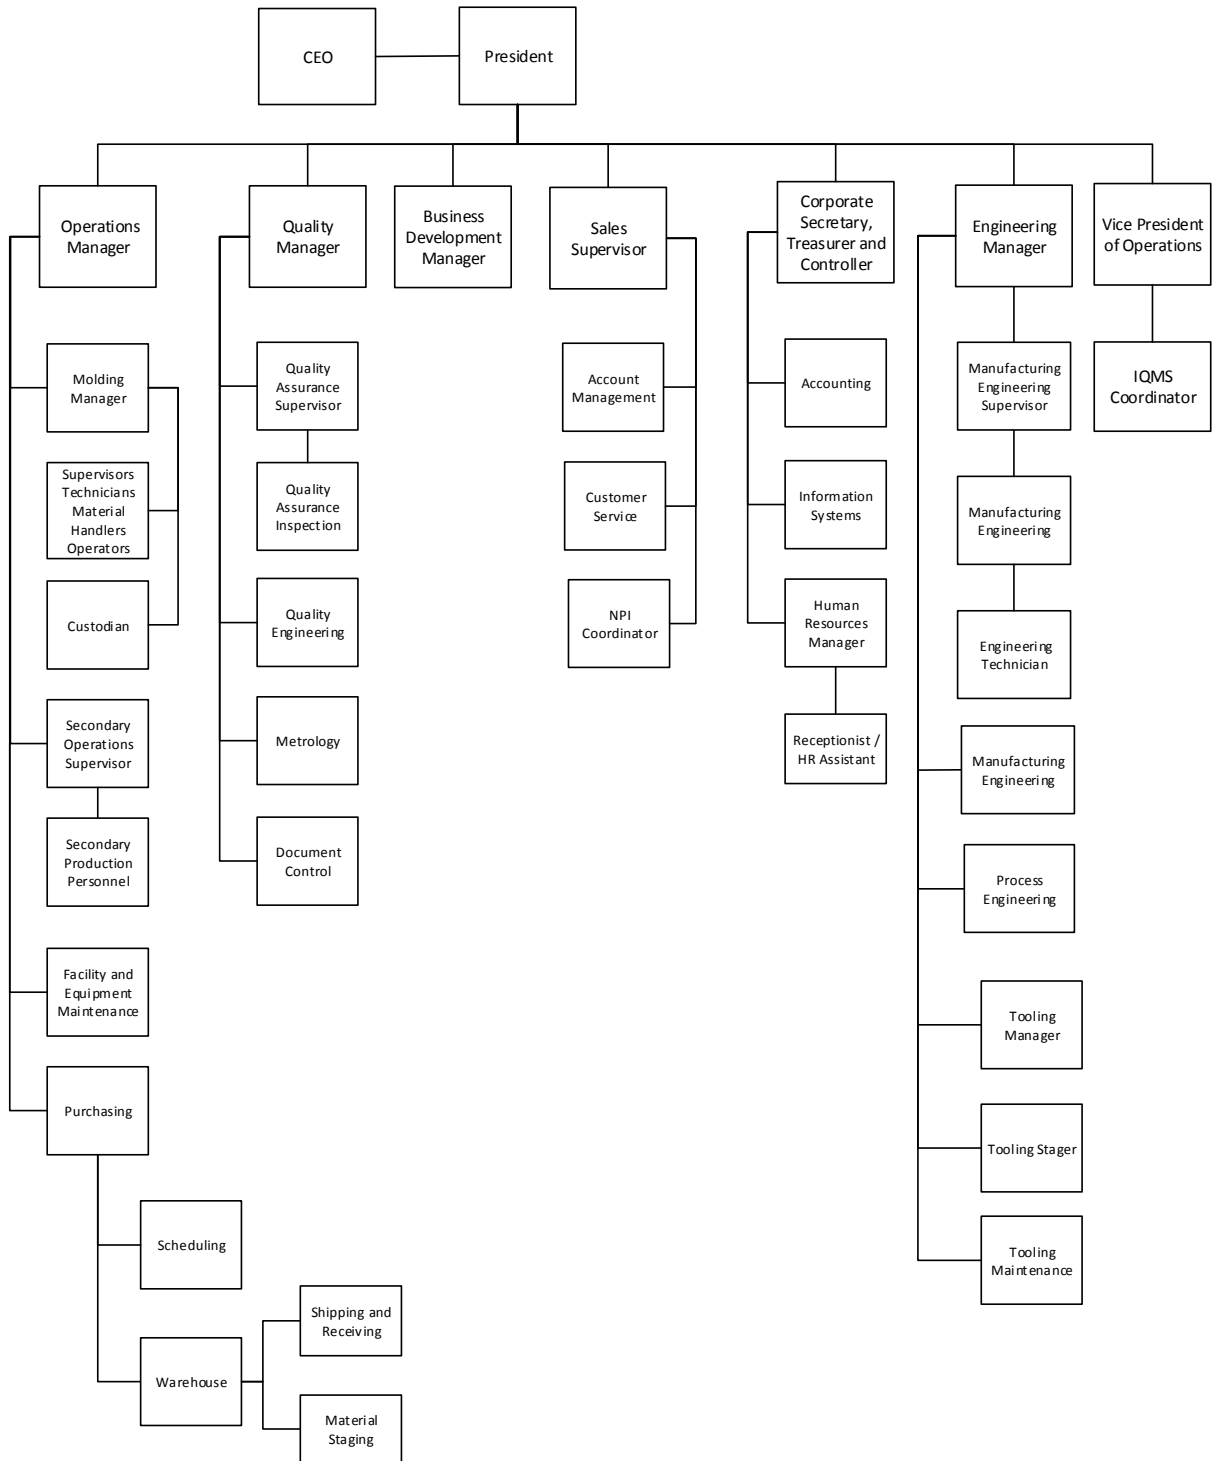 CEO
President
Operations
Manager
Quality
Manager
Business
Development
Manager
Sales
Supervisor
Corporate
Secretary,
Treasurer and
Controller
Engineering
Manager
Vice President
of Operations
Molding
Manager
Supervisors
Technicians
Material
Handlers
Operators
Custodian
Secondary
Operations
Supervisor
Secondary
Production
Personnel
Facility and
Equipment
Maintenance
Purchasing
Scheduling
Warehouse
Shipping and
Receiving
Material
Staging
Quality
Assurance
Supervisor
Quality
Assurance
Inspection
Quality
Engineering
Metrology
Document
Control
Account
Management
Customer
Service
NPI
Coordinator
Accounting
Information
Systems
Human
Resources
Manager
Receptionist /
HR Assistant
Manufacturing
Engineering
Supervisor
Manufacturing
Engineering
Engineering
Technician
Manufacturing
Engineering
Process
Engineering
Tooling
Manager
Tooling Stager
Tooling
Maintenance
IQMS
Coordinator